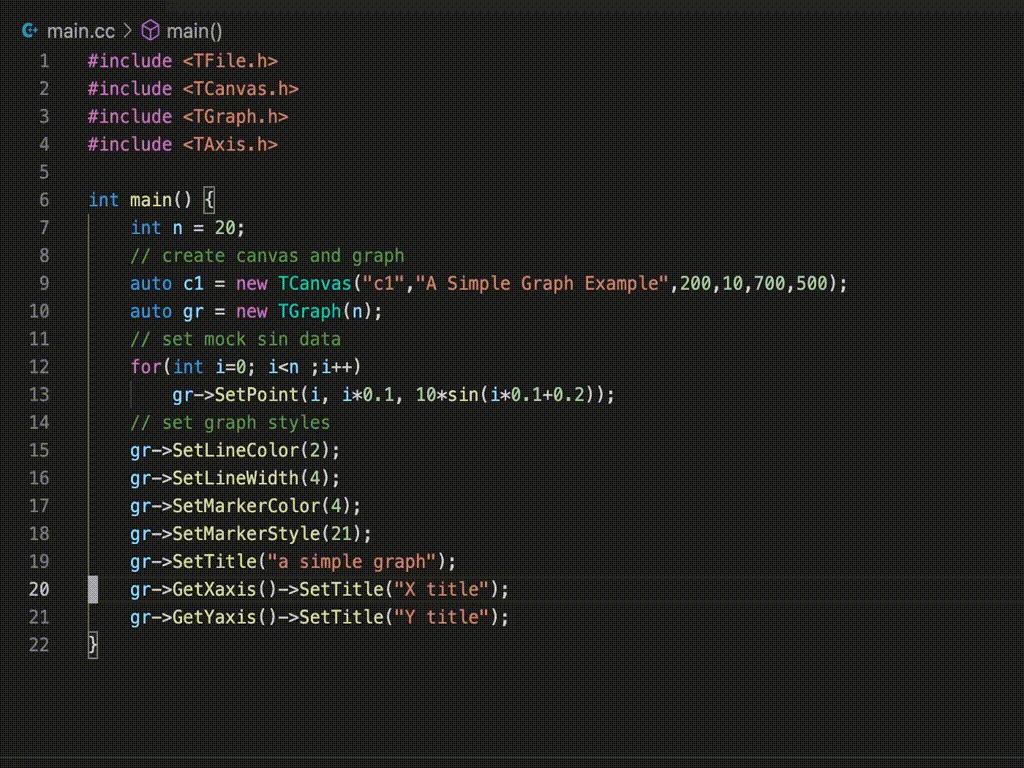 main.cc > main()
1 #include <TFile.h>
2 #include <TCanvas.h>
3 #include <TGraph.h>
4 #include <TAxis.h>
5
6 int main() {
7     int n = 20;
8     // create canvas and graph
9     auto c1 = new TCanvas("c1","A Simple Graph Example",200,10,700,500);
10     auto gr = new TGraph(n);
11     // set mock sin data
12     for(int i=0; i<n ;i++)
13         gr->SetPoint(i, i*0.1, 10*sin(i*0.1+0.2));
14     // set graph styles
15     gr->SetLineColor(2);
16     gr->SetLineWidth(4);
17     gr->SetMarkerColor(4);
18     gr->SetMarkerStyle(21);
19     gr->SetTitle("a simple graph");
20     gr->GetXaxis()->SetTitle("X title");
21     gr->GetYaxis()->SetTitle("Y title");
22 }